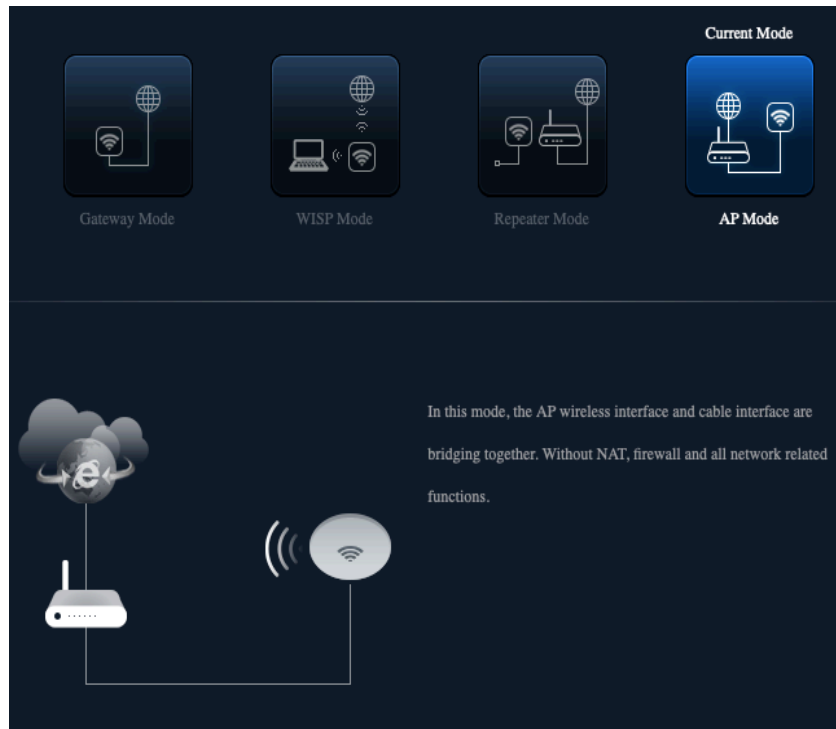 Current Mode
Gateway Mode
WISP Mode
Repeater Mode
AP Mode
In this mode, the AP wireless interface and cable interface are
bridging together. Without NAT, firewall and all network related
functions.